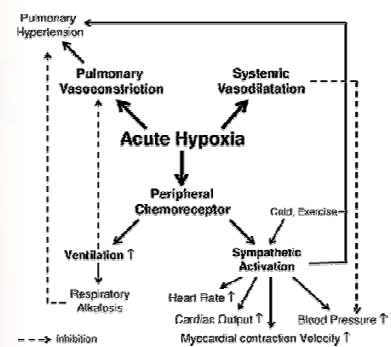 Pulmonary
Hypertension
Pulmonary
Vasoconstriction
Systemic
Vasodilatation
Acute Hypoxia
Peripheral
Chemoreceptor
Cold, Exercise
Ventilation ↑
Sympathetic
Activation
Respiratory
Alkalosis
Heart Rate ↑
Cardiac Output ↑
Blood Pressure ↑
Myocardial contraction Velocity ↑
Inhibition